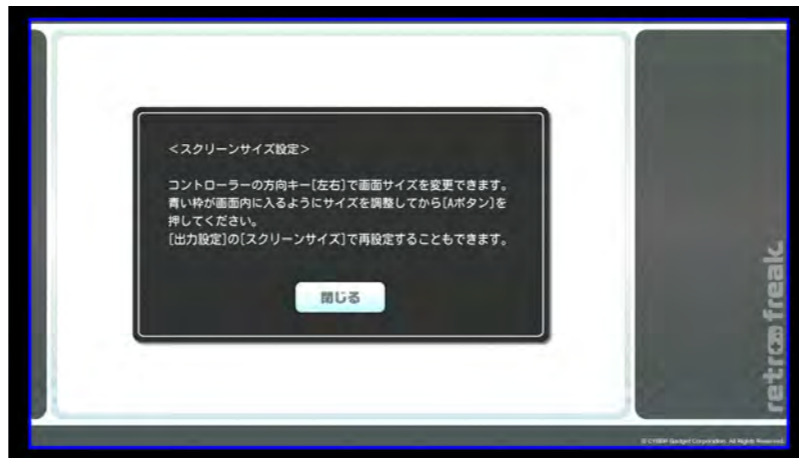 <スクリーンサイズ設定>
コントローラーの方向キー[左右]で画面サイズを変更できます。
青い枠が画面内に入るようにサイズを調整してから[Aボタン]を
押してください。
[出力設定]の[スクリーンサイズ]で再設定することもできます。
閉じる
retro freak
© CYBER Gadget Corporation. All Rights Reserved.